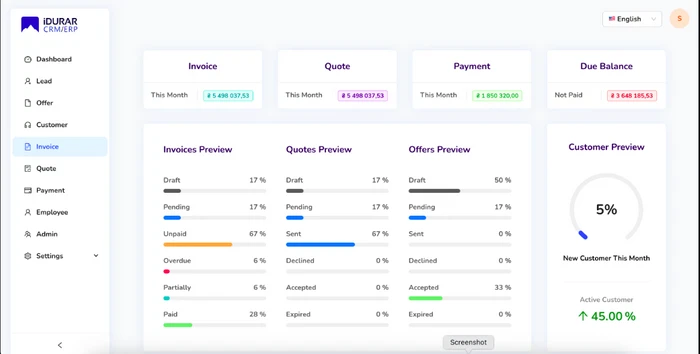 iDURAR
CRM/ERP
English
S
Dashboard
Lead
Offer
Customer
Invoice
Quote
Payment
Employee
Admin
Settings
Invoice
This Month
₴ 5 498 037,53
Quote
This Month
₴ 5 498 037,53
Payment
This Month
₴ 1 850 320,00
Due Balance
Not Paid
₴ 3 648 185,53
Invoices Preview
Draft 17 %
Pending 17 %
Unpaid 67 %
Overdue 6 %
Partially 6 %
Paid 28 %
Quotes Preview
Draft 17 %
Pending 17 %
Sent 67 %
Declined 0 %
Accepted 0 %
Expired 0 %
Offers Preview
Draft 50 %
Pending 17 %
Sent 0 %
Declined 0 %
Accepted 33 %
Expired 0 %
Customer Preview
5%
New Customer This Month
Active Customer
↑ 45.00 %
Screenshot